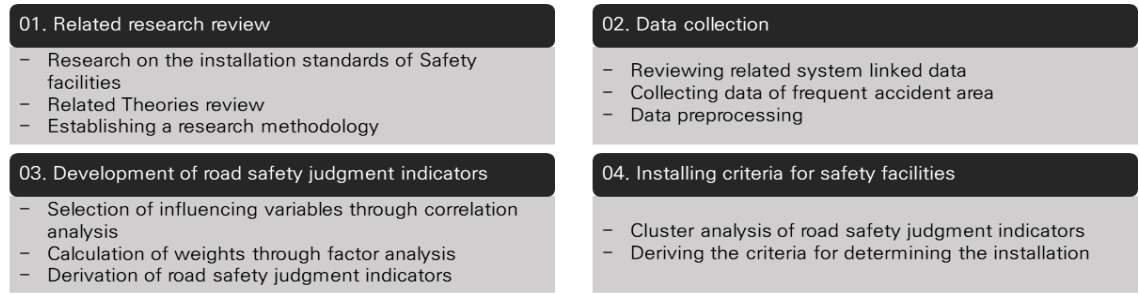 01. Related research review
– Research on the installation standards of Safety
facilities
– Related Theories review
– Establishing a research methodology
02. Data collection
– Reviewing related system linked data
– Collecting data of frequent accident area
– Data preprocessing
03. Development of road safety judgment indicators
– Selection of influencing variables through correlation
analysis
– Calculation of weights through factor analysis
– Derivation of road safety judgment indicators
04. Installing criteria for safety facilities
– Cluster analysis of road safety judgment indicators
– Deriving the criteria for determining the installation